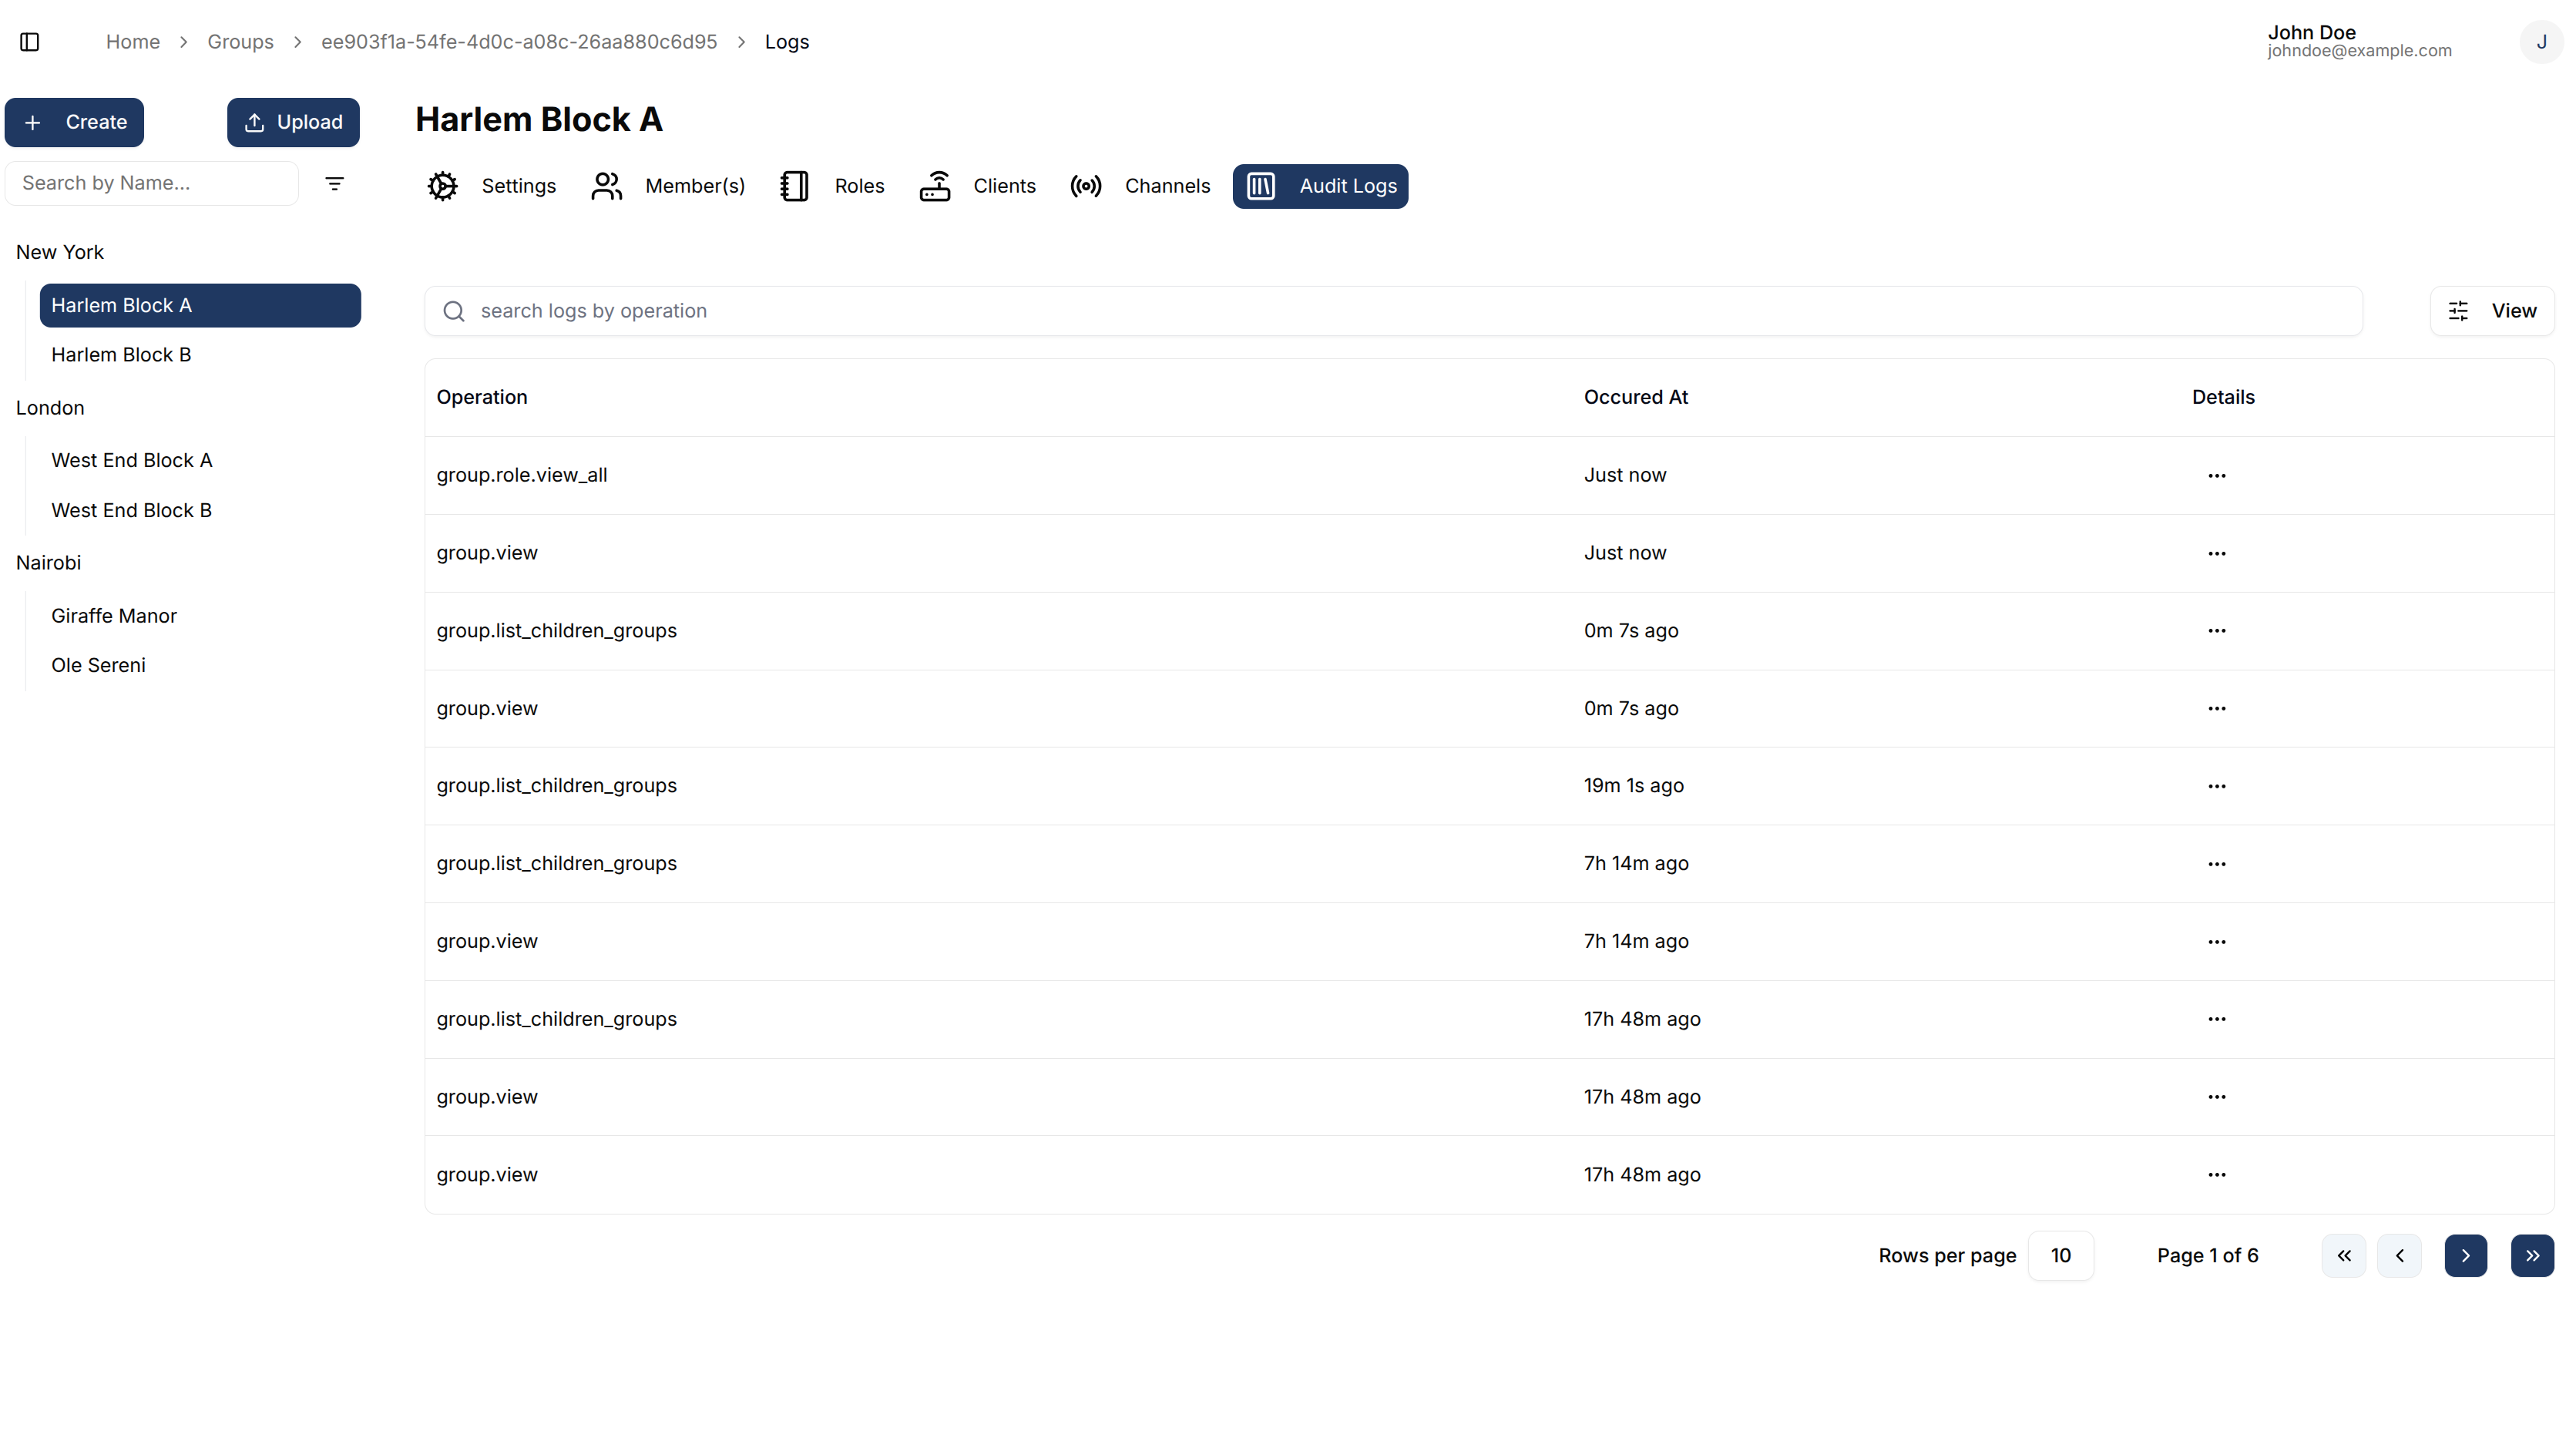 Home > Groups > ee903f1a-54fe-4d0c-a08c-26aa880c6d95 > Logs
John Doe
johndoe@example.com
J
Create
Upload
Search by Name...
New York
Harlem Block A
Harlem Block B
London
West End Block A
West End Block B
Nairobi
Giraffe Manor
Ole Sereni
Harlem Block A
Settings Member(s) Roles Clients Channels Audit Logs
search logs by operation
View
Operation Occured At Details
group.role.view_all Just now ...
group.view Just now ...
group.list_children_groups 0m 7s ago ...
group.view 0m 7s ago ...
group.list_children_groups 19m 1s ago ...
group.list_children_groups 7h 14m ago ...
group.view 7h 14m ago ...
group.list_children_groups 17h 48m ago ...
group.view 17h 48m ago ...
group.view 17h 48m ago ...
Rows per page 10 Page 1 of 6